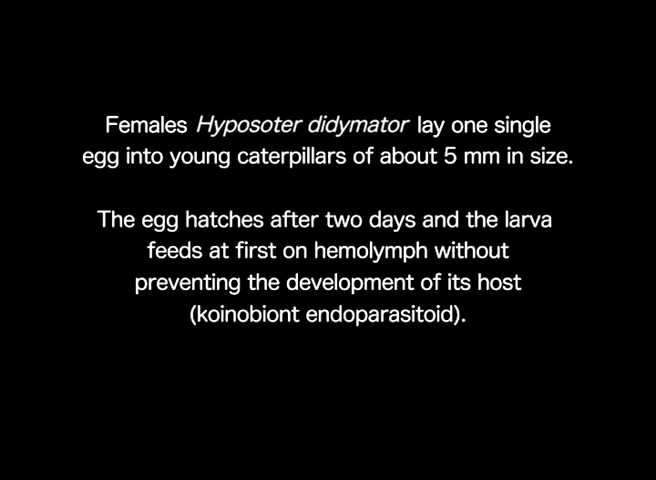 Females Hyposoter didymator lay one single
egg into young caterpillars of about 5 mm in size.
The egg hatches after two days and the larva
feeds at first on hemolymph without
preventing the development of its host
(koinobiont endoparasitoid).